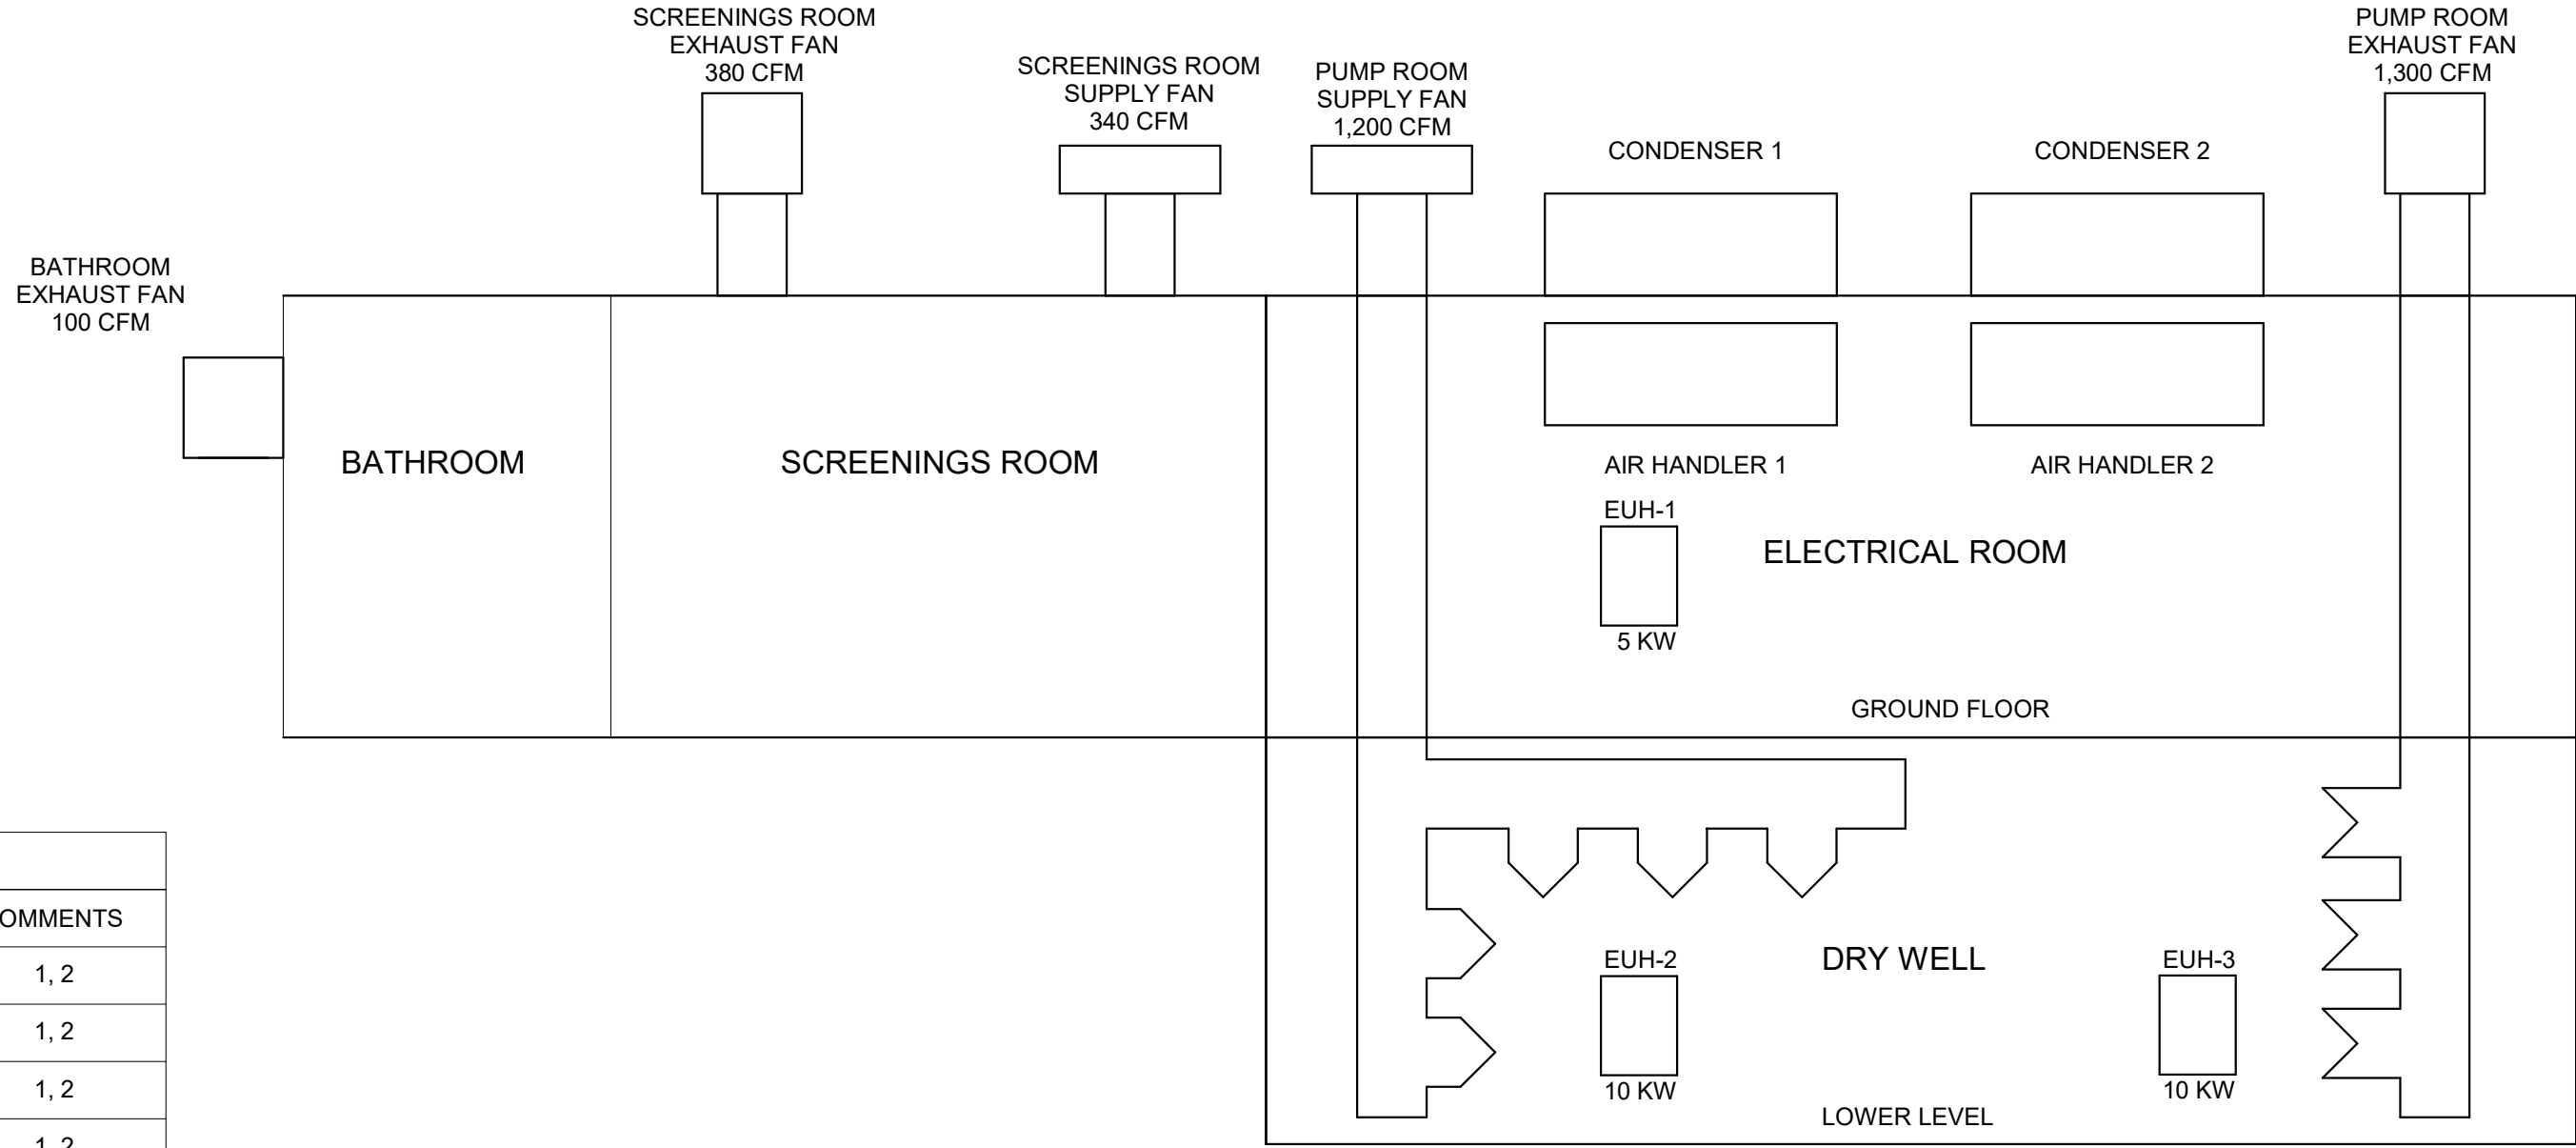 SCREENINGS ROOM
EXHAUST FAN
380 CFM
SCREENINGS ROOM
SUPPLY FAN
340 CFM
PUMP ROOM
SUPPLY FAN
1,200 CFM
PUMP ROOM
EXHAUST FAN
1,300 CFM
CONDENSER 1
CONDENSER 2
BATHROOM
EXHAUST FAN
100 CFM
BATHROOM
SCREENINGS ROOM
AIR HANDLER 1
AIR HANDLER 2
EUH-1
5 KW
ELECTRICAL ROOM
GROUND FLOOR
EUH-2
10 KW
DRY WELL
EUH-3
10 KW
LOWER LEVEL
OMMENTS
1, 2
1, 2
1, 2
1, 2